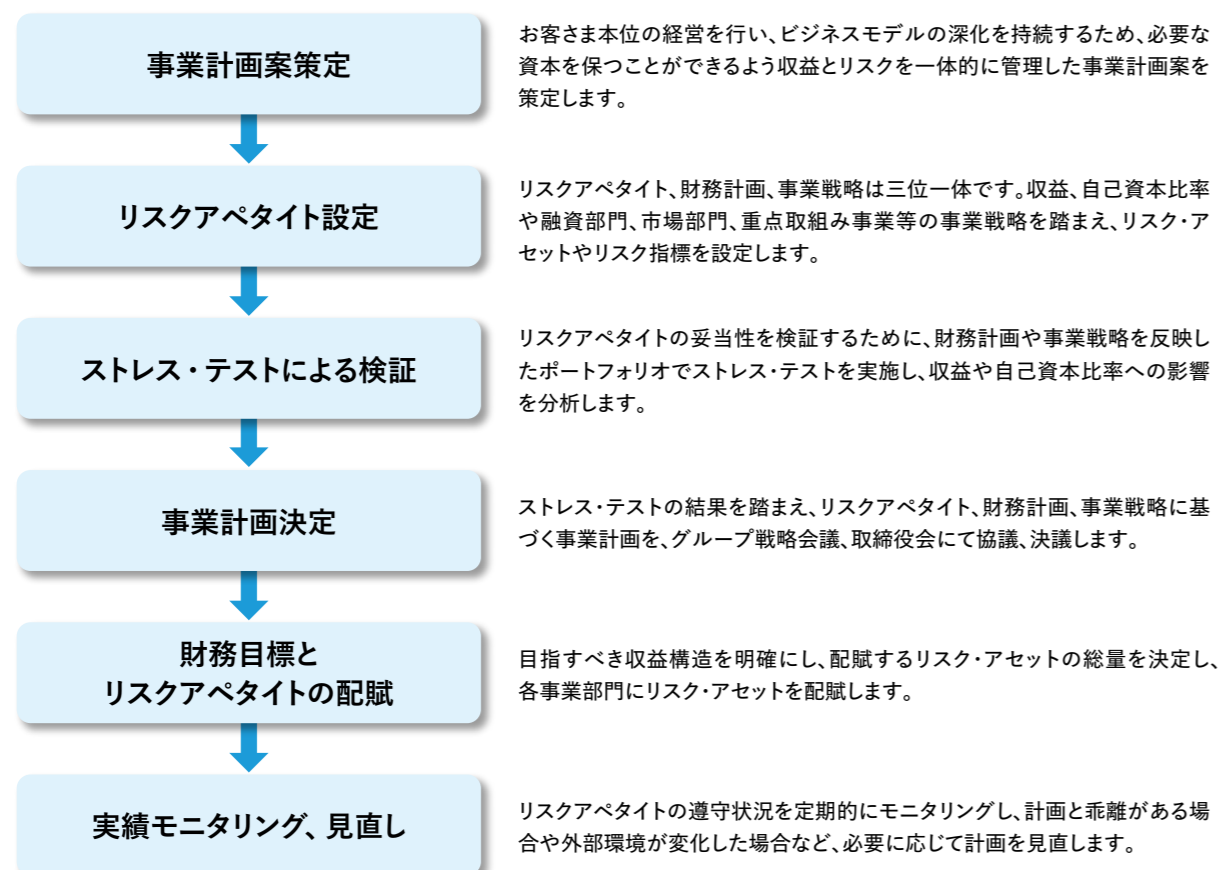 事業計画案策定
お客さま本位の経営を行い、ビジネスモデルの深化を持続するため、必要な
資本を保つことができるよう収益とリスクを一体的に管理した事業計画案を
策定します。
リスクアペタイト設定
リスクアペタイト、財務計画、事業戦略は三位一体です。収益、自己資本比率
や融資部門、市場部門、重点取組み事業等の事業戦略を踏まえ、リスク・ア
セットやリスク指標を設定します。
ストレス・テストによる検証
リスクアペタイトの妥当性を検証するために、財務計画や事業戦略を反映し
たポートフォリオでストレス・テストを実施し、収益や自己資本比率への影響
を分析します。
事業計画決定
ストレス・テストの結果を踏まえ、リスクアペタイト、財務計画、事業戦略に基
づく事業計画を、グループ戦略会議、取締役会にて協議、決議します。
財務目標と
リスクアペタイトの配賦
目指すべき収益構造を明確にし、配賦するリスク・アセットの総量を決定し、
各事業部門にリスク・アセットを配賦します。
実績モニタリング、見直し
リスクアペタイトの遵守状況を定期的にモニタリングし、計画と乖離がある場
合や外部環境が変化した場合など、必要に応じて計画を見直します。